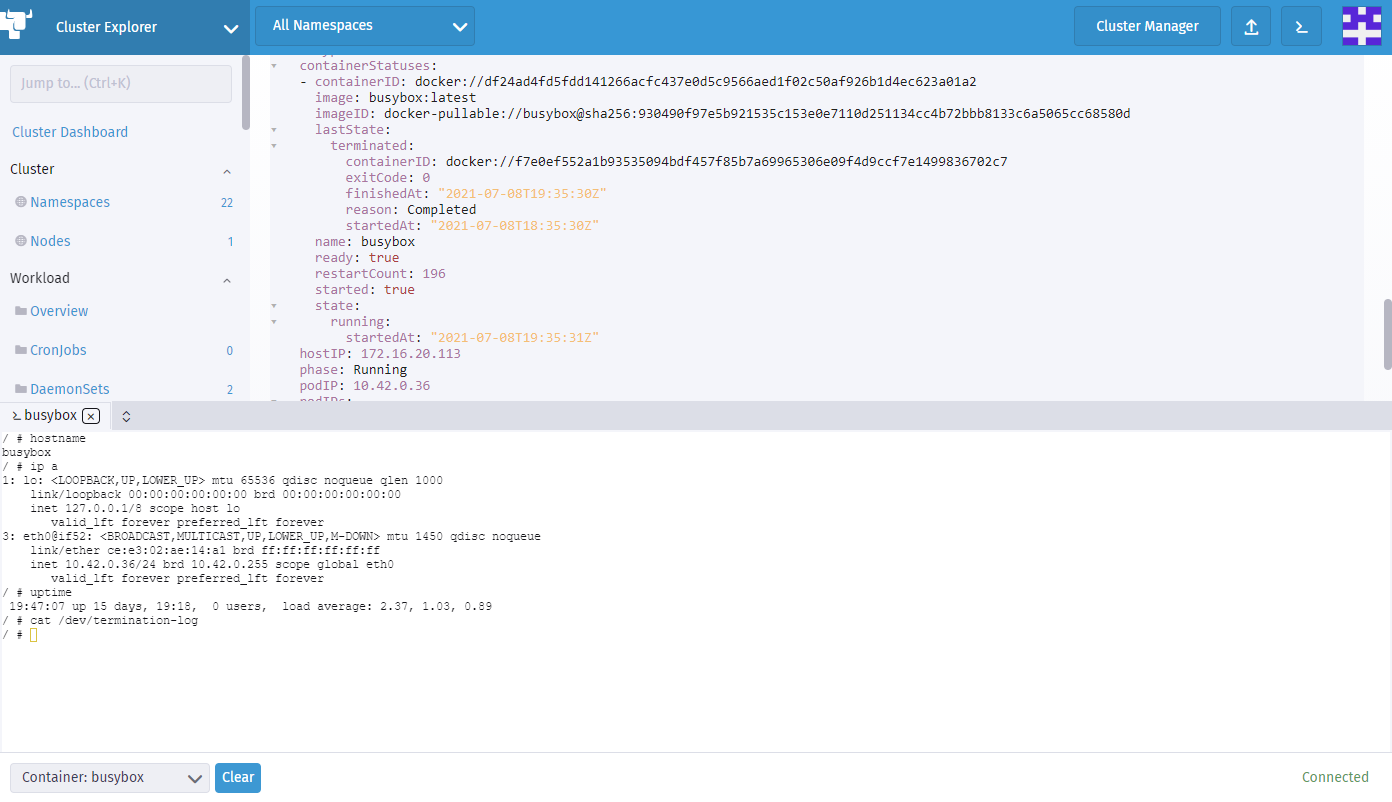 Cluster Explorer
All Namespaces
Cluster Manager
Jump to... (Ctrl+K)
Cluster Dashboard
Cluster
Namespaces 22
Nodes 1
Workload
Overview
CronJobs 0
DaemonSets 2
containerStatuses:
- containerID: docker://df24ad4fd5fdd141266acfc437e0d5c9566aed1f02c50af926b1d4ec623a01a2
image: busybox:latest
imageID: docker-pullable://busybox@sha256:930490f97e5b921535c153e0e7110d251134cc4b72bbb8133c6a5065cc68580d
lastState:
terminated:
containerID: docker://f7e0ef552a1b93535094bdf457f85b7a69965306e09f4d9ccf7e1499836702c7
exitCode: 0
finishedAt: "2021-07-08T19:35:30Z"
reason: Completed
startedAt: "2021-07-08T18:35:30Z"
name: busybox
ready: true
restartCount: 196
started: true
state:
running:
startedAt: "2021-07-08T19:35:31Z"
hostIP: 172.16.20.113
phase: Running
podIP: 10.42.0.36
busybox
/ # hostname
busybox
/ # ip a
1: lo: <LOOPBACK,UP,LOWER_UP> mtu 65536 qdisc noqueue qlen 1000
link/loopback 00:00:00:00:00:00 brd 00:00:00:00:00:00
inet 127.0.0.1/8 scope host lo
valid_lft forever preferred_lft forever
3: eth0@if52: <BROADCAST,MULTICAST,UP,LOWER_UP,M-DOWN> mtu 1450 qdisc noqueue
link/ether ce:e3:02:ae:14:a1 brd ff:ff:ff:ff:ff:ff
inet 10.42.0.36/24 brd 10.42.0.255 scope global eth0
valid_lft forever preferred_lft forever
/ # uptime
19:47:07 up 15 days, 19:18,  0 users,  load average: 2.37, 1.03, 0.89
/ # cat /dev/termination-log
/ #
Container: busybox
Clear
Connected